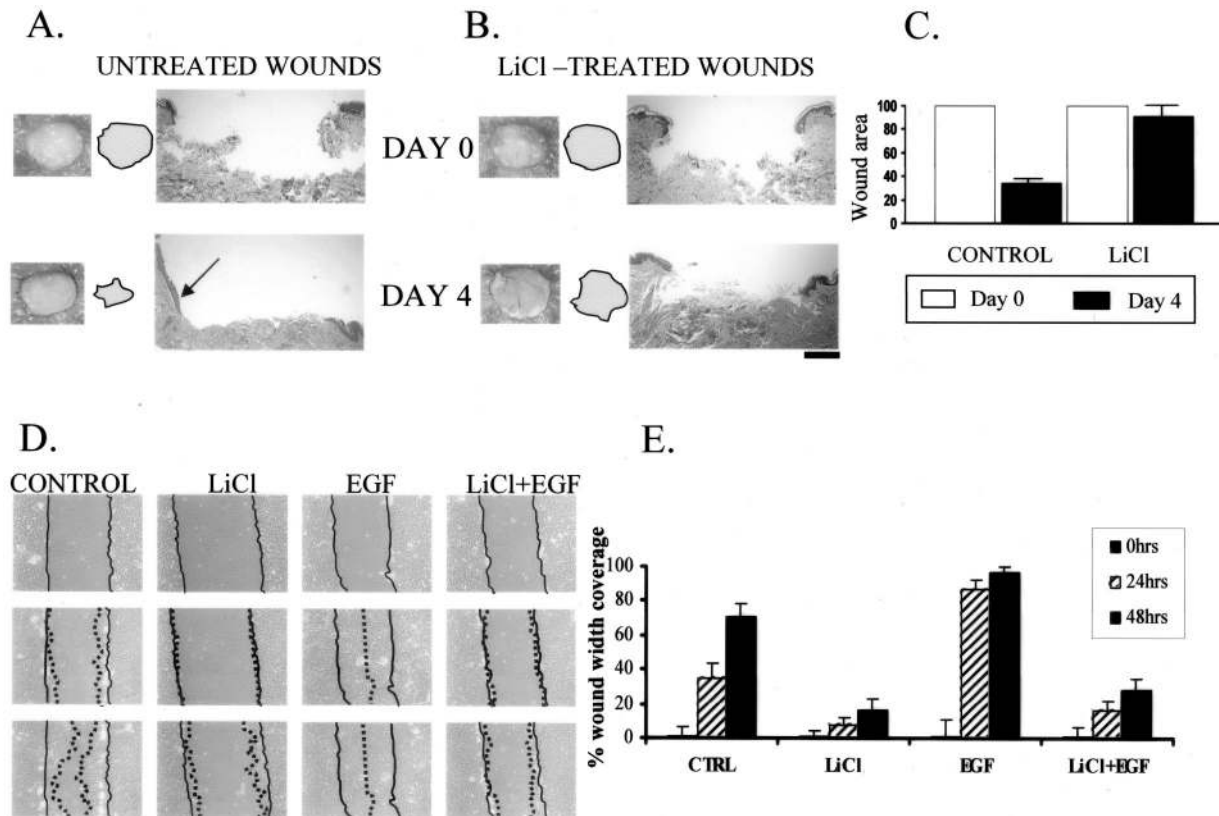 A.
UNTREATED WOUNDS
B.
LiCl –TREATED WOUNDS
DAY 0
DAY 4
C.
Wound area
100
80
60
40
20
0
CONTROL LiCl
Day 0 Day 4
D.
CONTROL LiCl EGF LiCl+EGF
E.
% wound width coverage
100
80
60
40
20
0
CTRL LiCl EGF LiCl+EGF
0hrs
24hrs
48hrs